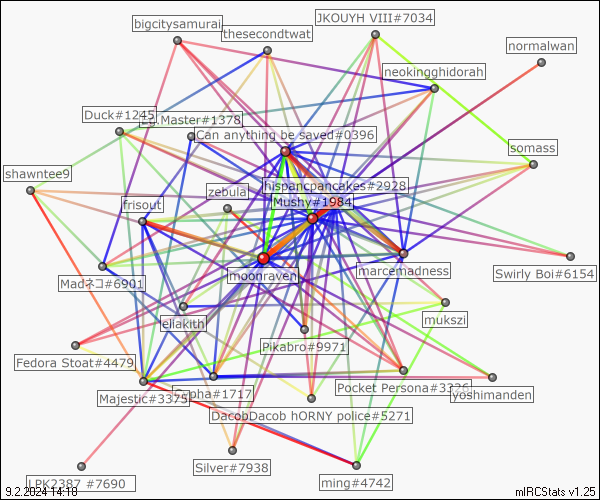 bigcitysamurai
thesecondtwat
JKOUYH VIII#7034
normalwan
neokingghidorah
Duck#1245
Master#1378
Can anything be saved#0396
somass
shawntee9
zebula
hispancpancakes#2928
frisout
Mushy#1984
moonraven
marcemadness
Swirly Boi#6154
Madネコ#6901
eilakith
mukszi
Pikabro#9971
Fedora Stoat#4479
Majestic#3375
#1717
Pocket Persona#3326
yoshimanden
DacobDacob hORNY police#5271
Silver#7938
LPK2387 #7690
ming#4742
9.2.2024 14:18
mIRCStats v1.25